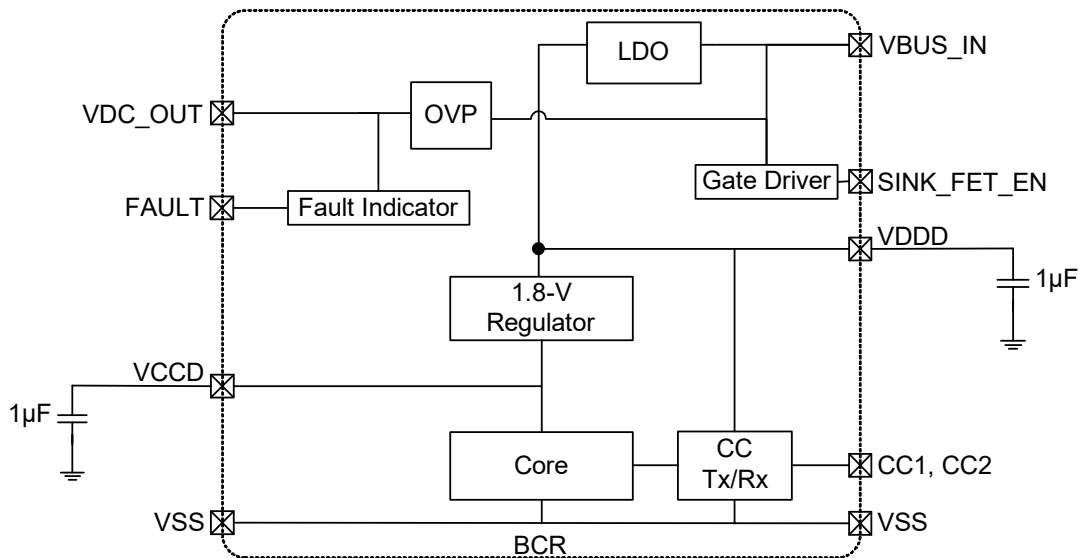 LDO
VBUS_IN
VDC_OUT
OVP
Gate Driver
SINK_FET_EN
FAULT
Fault Indicator
VDDD
1µF
1.8-V
Regulator
VCCD
1µF
Core
CC
Tx/Rx
CC1, CC2
VSS
VSS
BCR